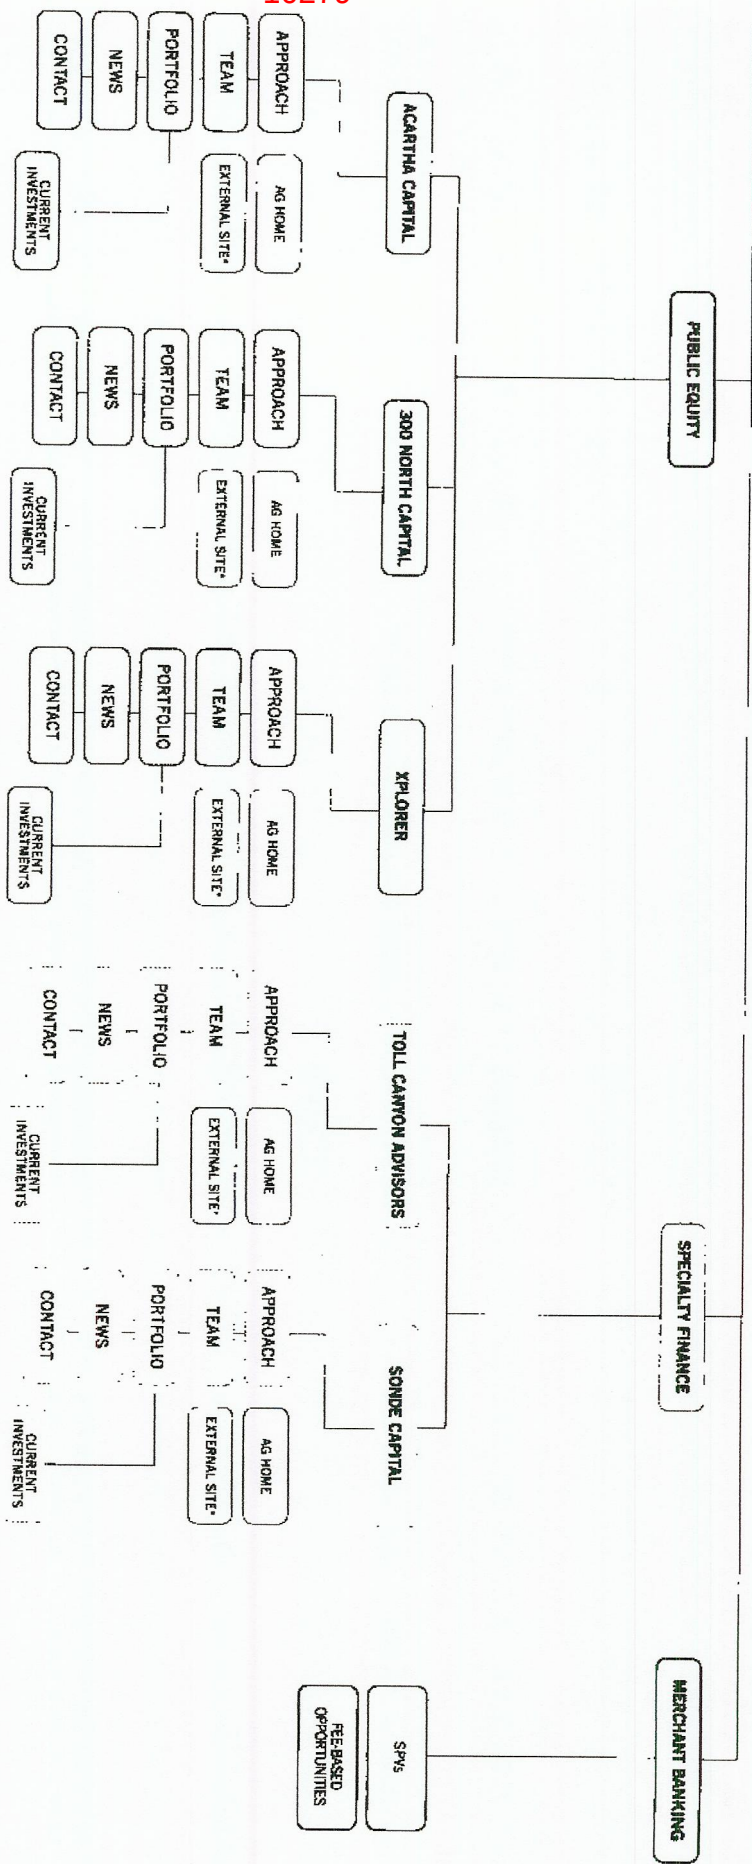 PUBLIC EQUITY
SPECIALTY FINANCE
MERCHANT BANKING
ACARTHA CAPITAL
300 NORTH CAPITAL
XPLORER
TOLL CANYON ADVISORS
SONDE CAPITAL
SPVs
FEE-BASED
OPPORTUNITIES
APPROACH
TEAM
PORTFOLIO
NEWS
CONTACT
AG HOME
EXTERNAL SITE*
CURRENT
INVESTMENTS
APPROACH
TEAM
PORTFOLIO
NEWS
CONTACT
AG HOME
EXTERNAL SITE*
CURRENT
INVESTMENTS
APPROACH
TEAM
PORTFOLIO
NEWS
CONTACT
AG HOME
EXTERNAL SITE*
CURRENT
INVESTMENTS
APPROACH
TEAM
PORTFOLIO
NEWS
CONTACT
AG HOME
EXTERNAL SITE*
CURRENT
INVESTMENTS
APPROACH
TEAM
PORTFOLIO
NEWS
CONTACT
AG HOME
EXTERNAL SITE*
CURRENT
INVESTMENTS